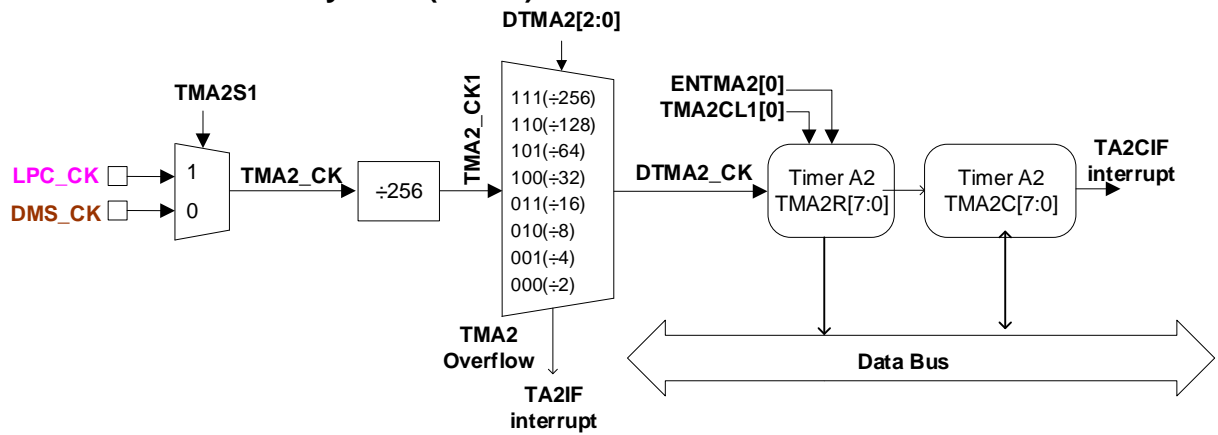 DTMA2[2:0]
TMA2S1
LPC_CK
DMS_CK
1
0
TMA2_CK
÷256
TMA2_CK1
111(÷256)
110(÷128)
101(÷64)
100(÷32)
011(÷16)
010(÷8)
001(÷4)
000(÷2)
TMA2
Overflow
TA2IF
interrupt
DTMA2_CK
ENTMA2[0]
TMA2CL1[0]
Timer A2
TMA2R[7:0]
Timer A2
TMA2C[7:0]
TA2CIF
interrupt
Data Bus